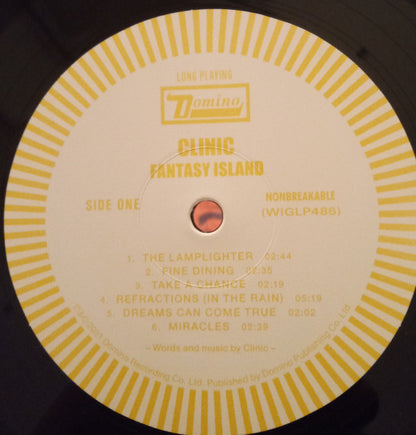 LONG PLAYING
Domino
CLINIC
FANTASY ISLAND
SIDE ONE
NONBREAKABLE
(WIGLP486)
1. THE LAMPLIGHTER 02:44
2. FINE DINING 02:35
3. TAKE A CHANCE 02:19
4. REFRACTIONS (IN THE RAIN) 05:19
5. DREAMS CAN COME TRUE 02:02
6. MIRACLES 02:39
– Words and music by Clinic –
2021 Domino Recording Co. Ltd. Published by Domino Publishing Co. Ltd